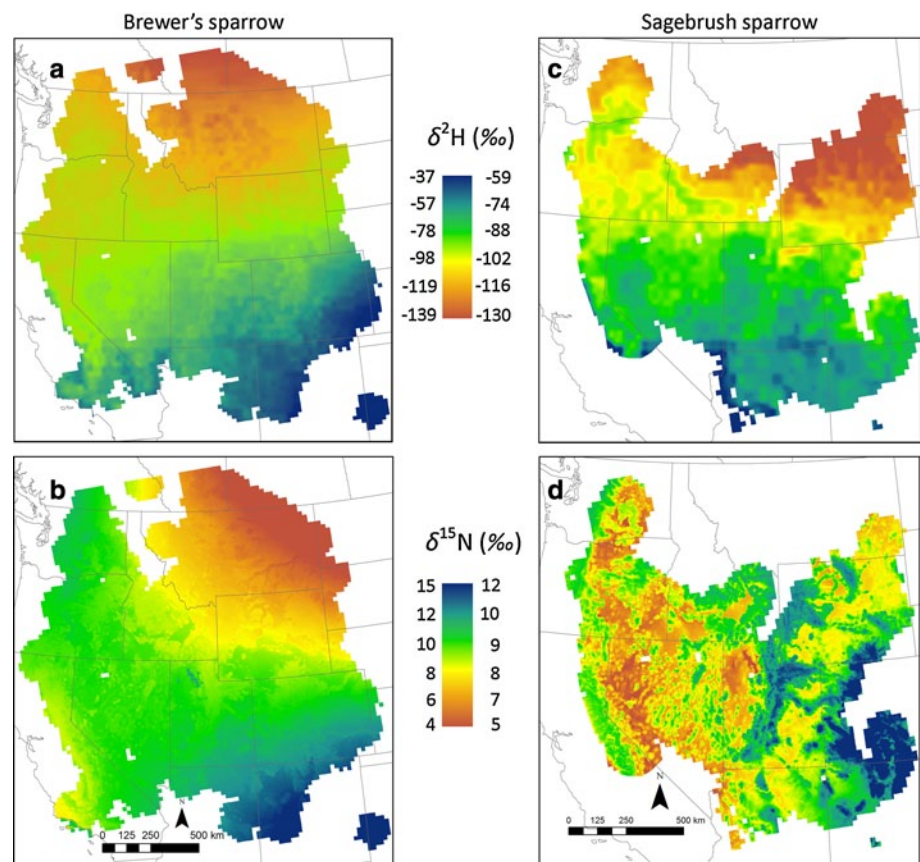 Brewer's sparrow
Sagebrush sparrow
a
c
δ²H (‰)
-37 -59
-57 -74
-78 -88
-98 -102
-119 -116
-139 -130
b
d
δ¹⁵N (‰)
15 12
12 10
10 9
8 8
6 7
4 5
N
0 125 250 500 km
N
0 125 250 500 km